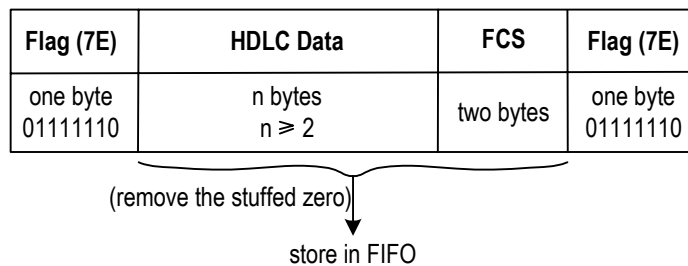 Flag (7E) HDLC Data FCS Flag (7E)
one byte n bytes two bytes one byte
01111110 n ⩾ 2 01111110
(remove the stuffed zero)
store in FIFO